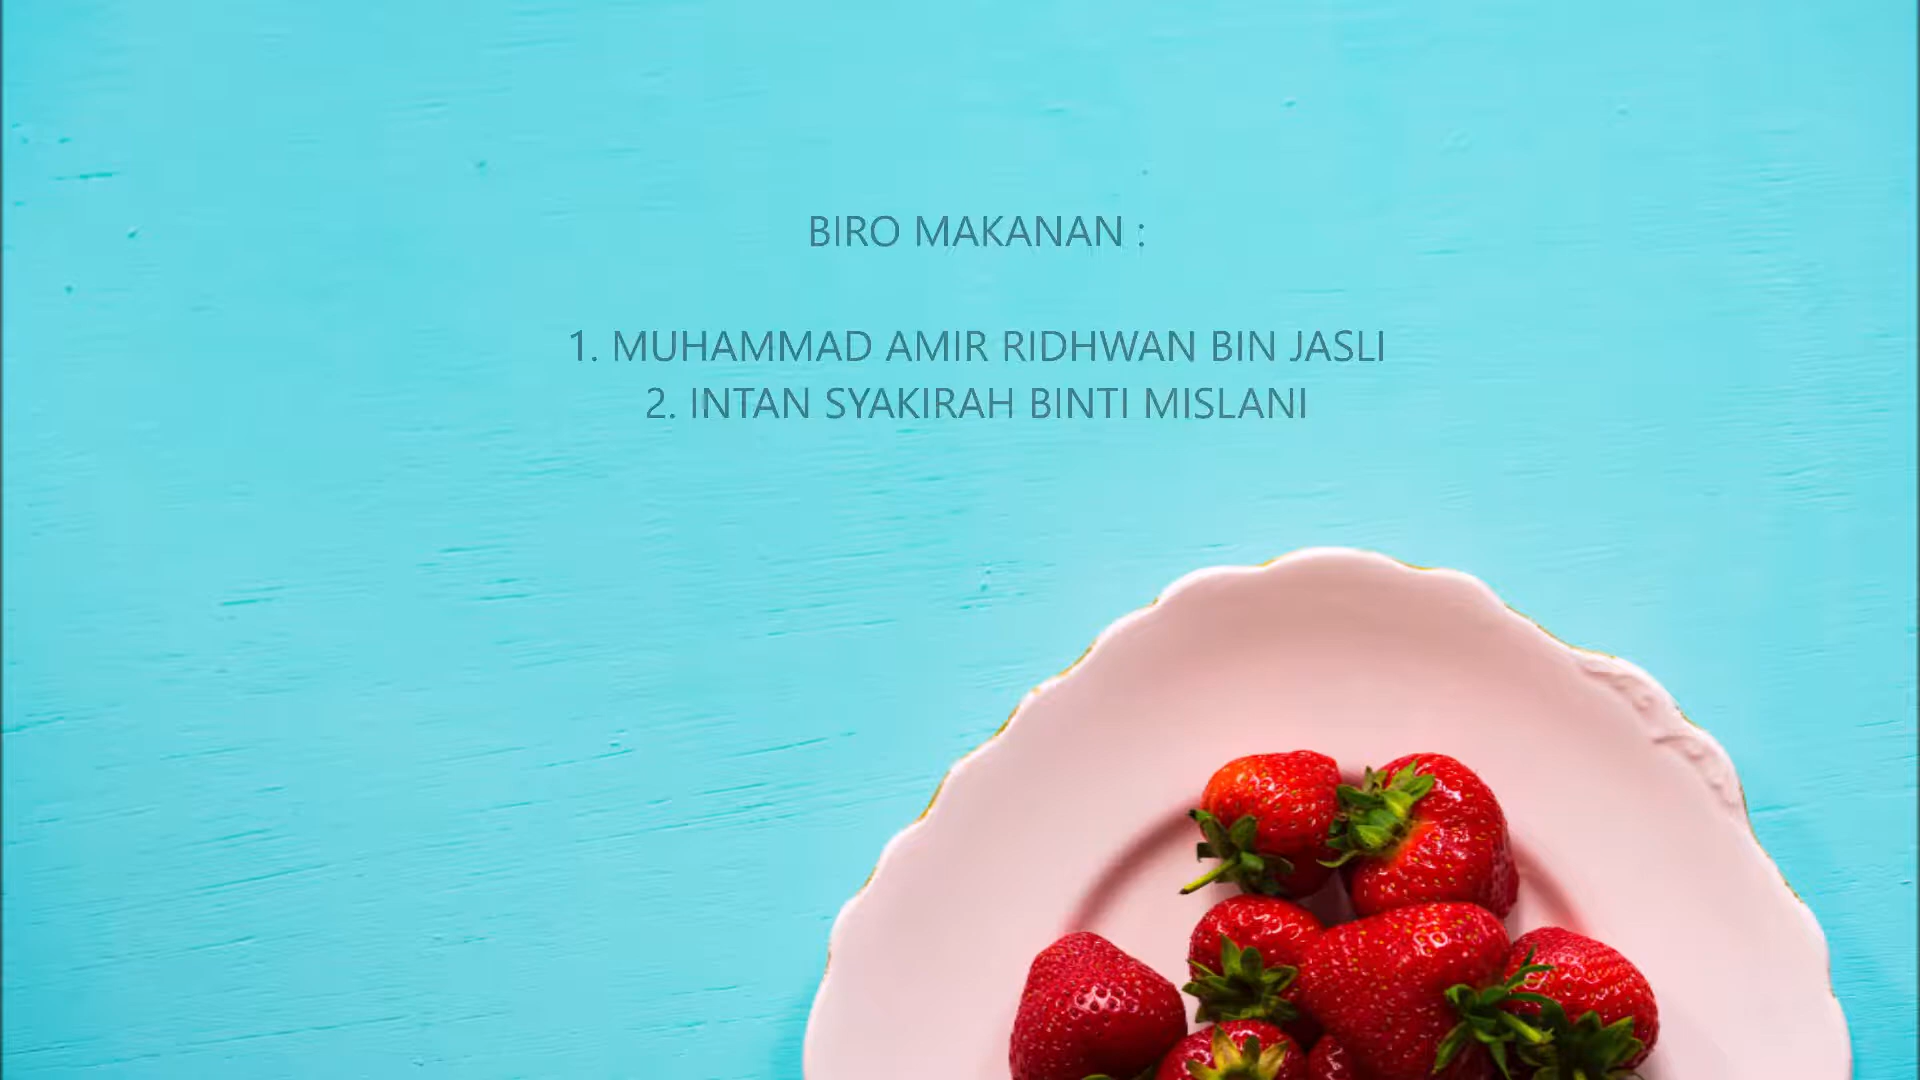 BIRO MAKANAN :
1. MUHAMMAD AMIR RIDHWAN BIN JASLI
2. INTAN SYAKIRAH BINTI MISLANI